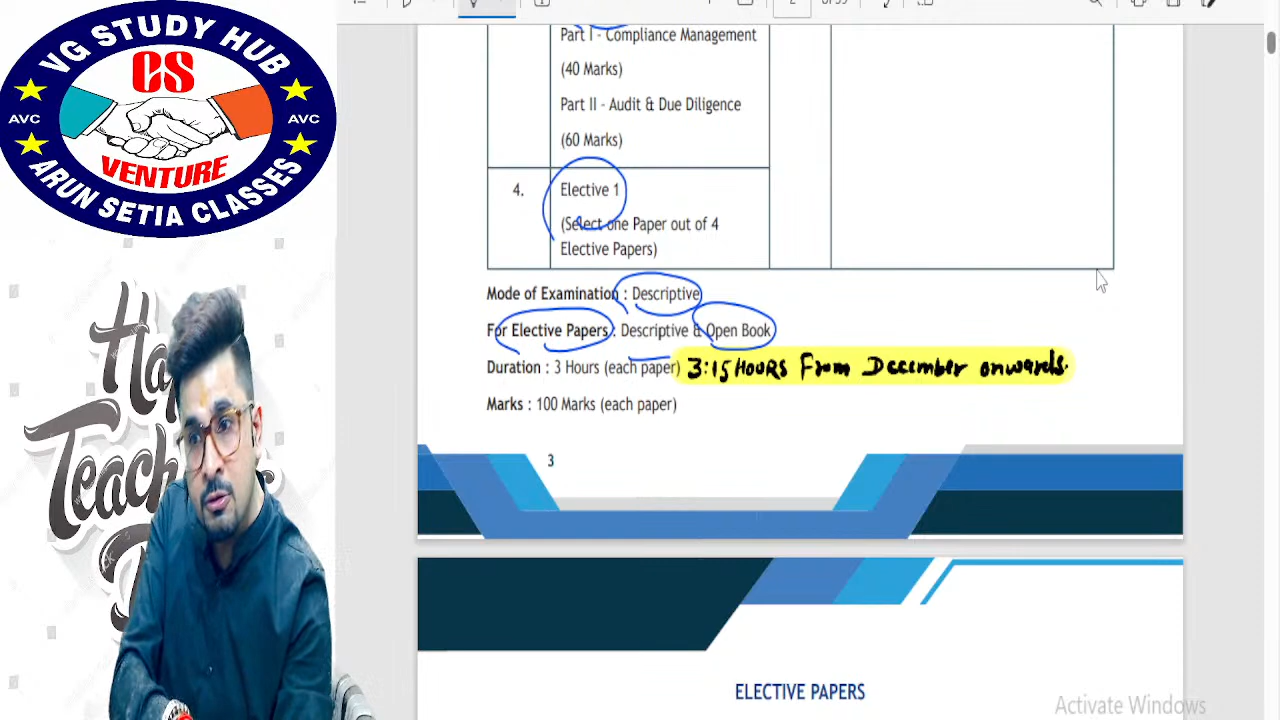 VG STUDY HUB
CS
AVC
AVC
VENTURE
ARUN SETIA CLASSES
Part I - Compliance Management
(40 Marks)
Part II - Audit & Due Diligence
(60 Marks)
4.
Elective 1
(Select one Paper out of 4
Elective Papers)
Mode of Examination : Descriptive
For Elective Papers : Descriptive & Open Book
Duration : 3 Hours (each paper) 3:15 HOURS From December onwards.
Marks : 100 Marks (each paper)
3
ELECTIVE PAPERS
Activate Windows